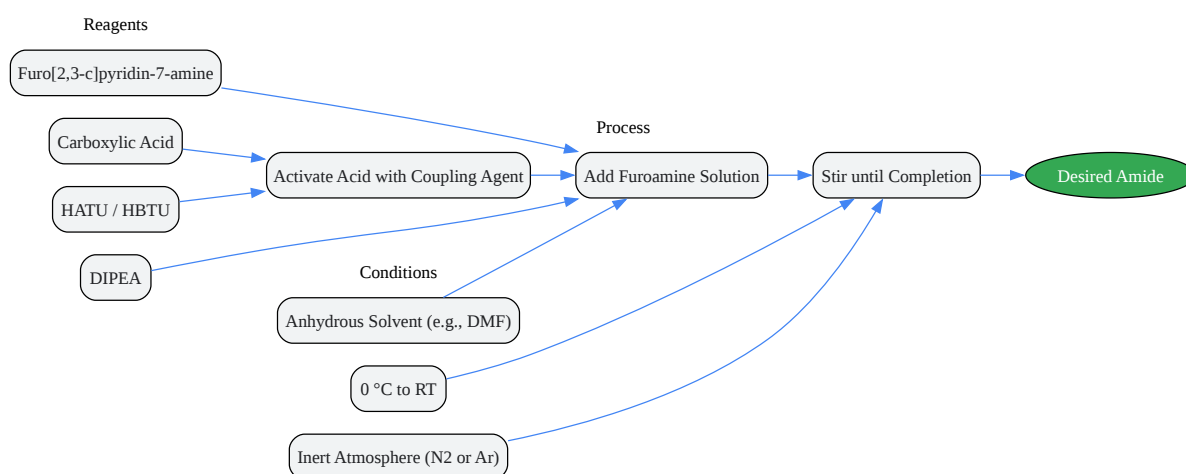 Reagents
Furo[2,3-c]pyridin-7-amine
Carboxylic Acid
HATU / HBTU
DIPEA
Process
Activate Acid with Coupling Agent
Add Furoamine Solution
Stir until Completion
Desired Amide
Conditions
Anhydrous Solvent (e.g., DMF)
0 °C to RT
Inert Atmosphere (N2 or Ar)